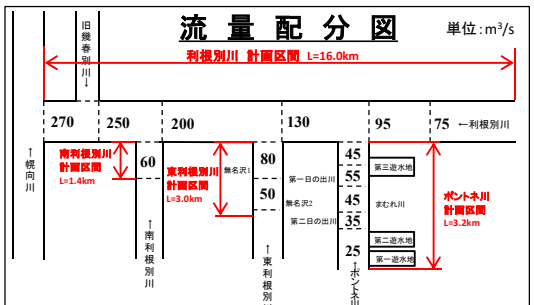 流量配分図
単位:m³/s
旧幾春別川→
利根別川 計画区間 L=16.0km
270
250
200
130
95
75
←利根別川
→幌向川
南利根別川
計画区間
L=1.4km
60
→南利根別川
東利根別川
計画区間
L=3.0km
無名沢1
80
50
→東利根別川
第一日の出川
無名沢2
第二日の出川
45
55
45
35
25
→ポントネ川
第三遊水地
まむれ川
第二遊水地
第一遊水地
ポントネ川
計画区間
L=3.2km